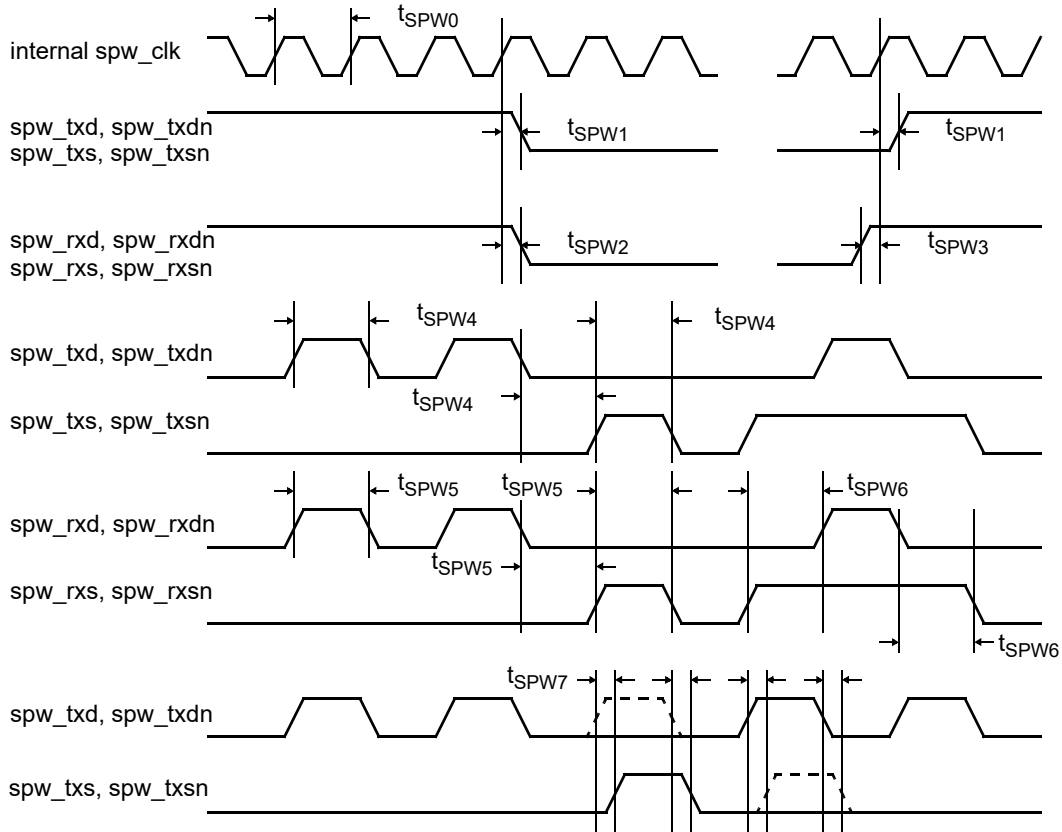 tSPW0
internal spw_clk
spw_txd, spw_txdn
spw_txs, spw_txsn
tSPW1
tSPW1
spw_rxd, spw_rxdn
spw_rxs, spw_rxsn
tSPW2
tSPW3
tSPW4
tSPW4
spw_txd, spw_txdn
tSPW4
spw_txs, spw_txsn
tSPW5
tSPW5
tSPW6
spw_rxd, spw_rxdn
tSPW5
spw_rxs, spw_rxsn
tSPW6
tSPW7
spw_txd, spw_txdn
spw_txs, spw_txsn